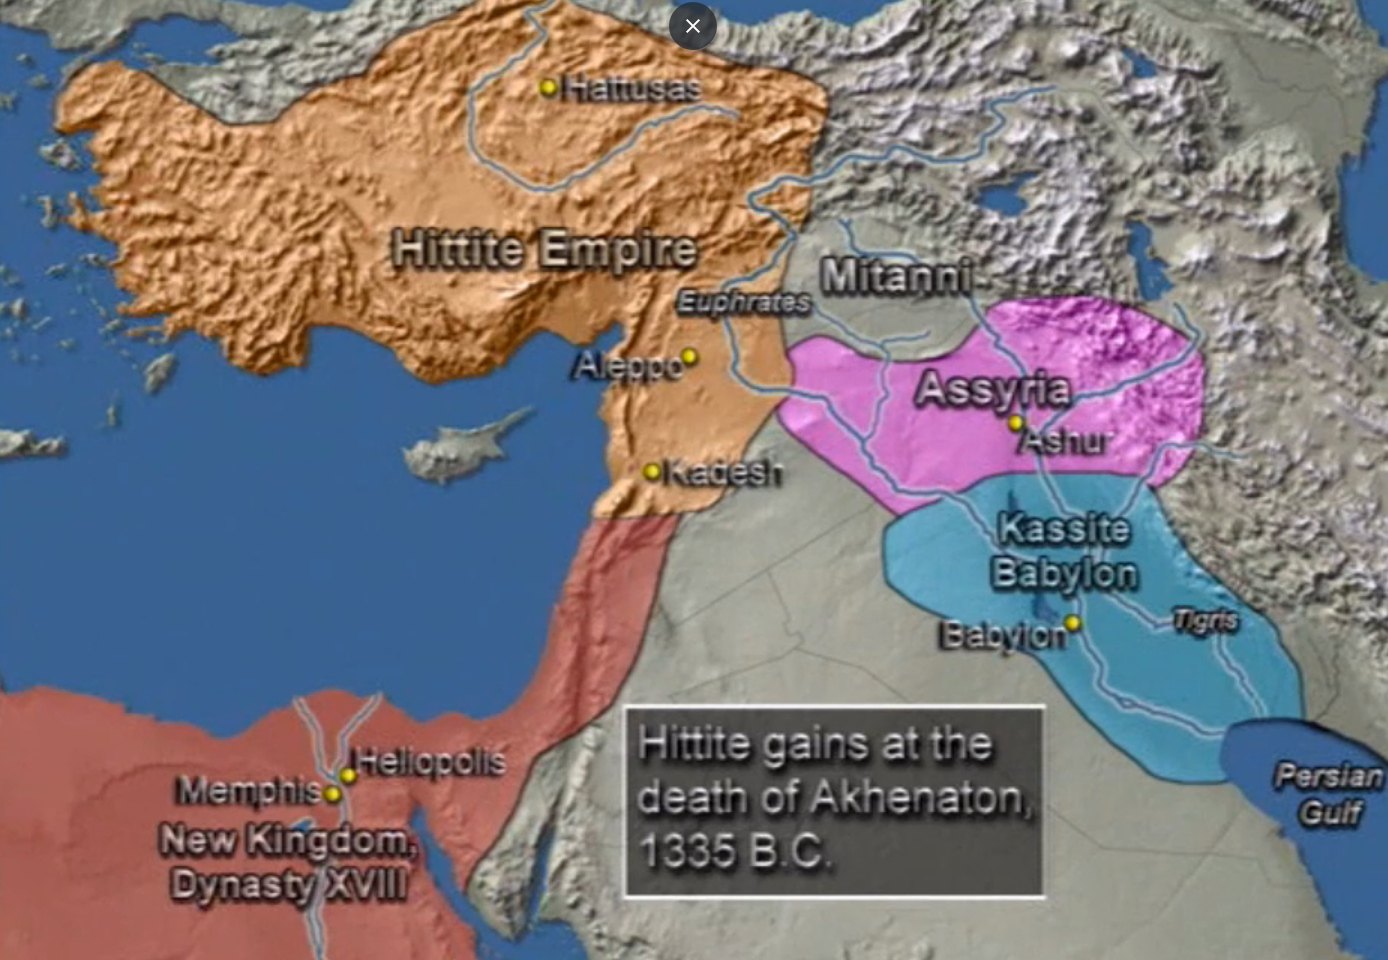 Hattusas
Hittite Empire
Mitanni
Euphrates
Aleppo
Assyria
Ashur
Kadesh
Kassite
Babylon
Tigris
Babylon
Hittite gains at the
death of Akhenaton,
1335 B.C.
Heliopolis
Memphis
New Kingdom,
Dynasty XVIII
Persian
Gulf